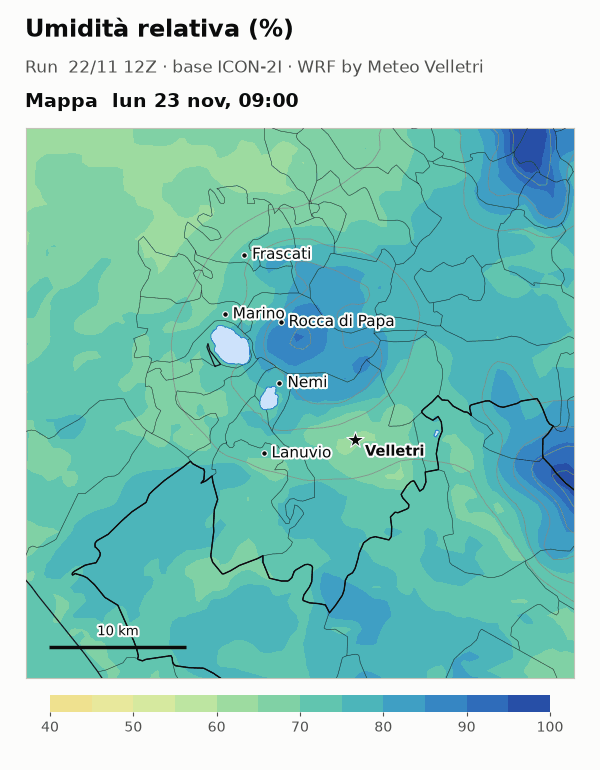 Umidità relativa (%)
Run  22/11 12Z · base ICON-2I · WRF by Meteo Velletri
Mappa  lun 23 nov, 09:00
Frascati
Marino
Rocca di Papa
Nemi
Velletri
Lanuvio
10 km
40 50 60 70 80 90 100